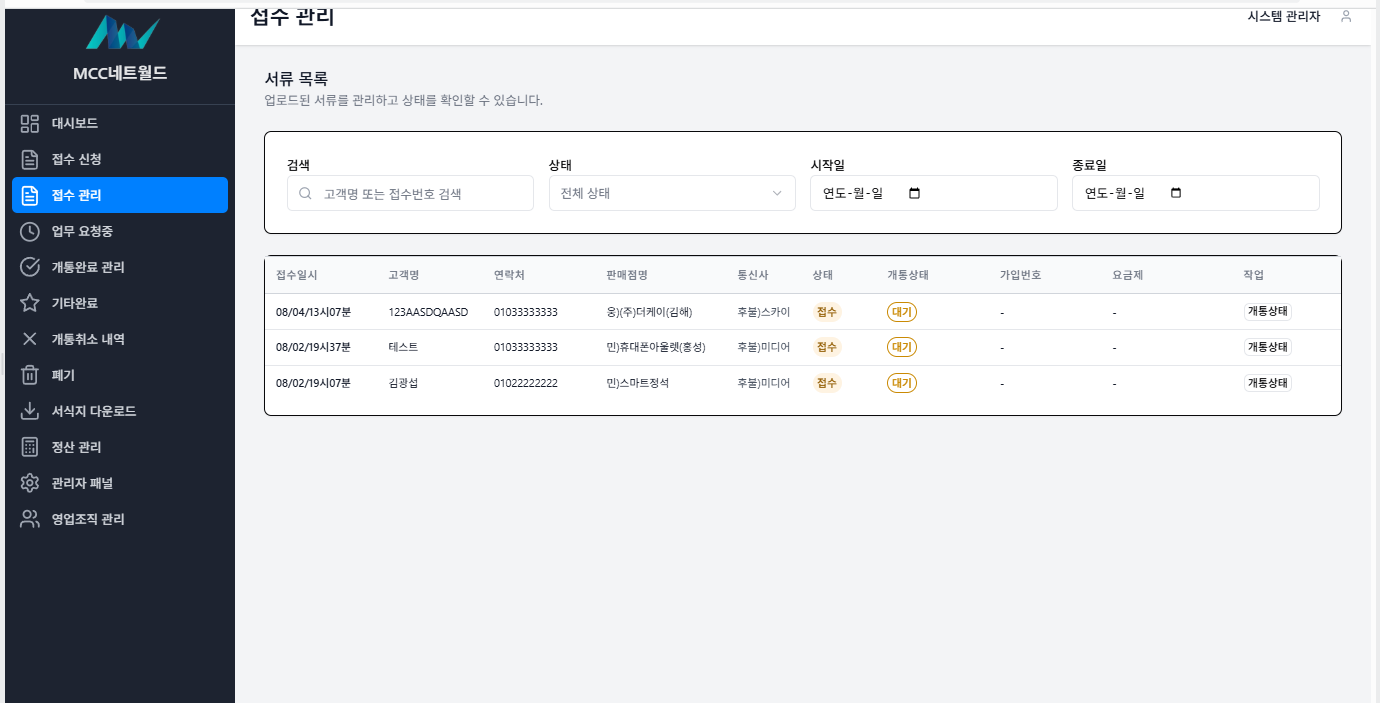 접수 관리
시스템 관리자
MCC네트월드
대시보드
접수 신청
접수 관리
업무 요청중
개통완료 관리
기타완료
개통취소 내역
폐기
서식지 다운로드
정산 관리
관리자 패널
영업조직 관리
서류 목록
업로드된 서류를 관리하고 상태를 확인할 수 있습니다.
검색 상태 시작일 종료일
고객명 또는 접수번호 검색 전체 상태 연도-월-일 연도-월-일
접수일시 고객명 연락처 판매점명 통신사 상태 개통상태 가입번호 요금제 작업
08/04/13시07분 123AASDQAASD 01033333333 웅)(주)더케이(김해) 후불)스카이 접수 대기 - - 개통상태
08/02/19시37분 테스트 01033333333 민)휴대폰아울렛(홍성) 후불)미디어 접수 대기 - - 개통상태
08/02/19시07분 김광섭 01022222222 민)스마트정석 후불)미디어 접수 대기 - - 개통상태